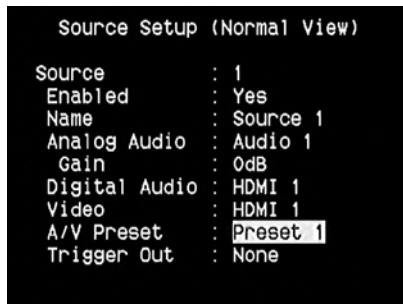 Source Setup (Normal View)
Source : 1
Enabled : Yes
Name : Source 1
Analog Audio : Audio 1
Gain : 0dB
Digital Audio : HDMI 1
Video : HDMI 1
A/V Preset : Preset 1
Trigger Out : None